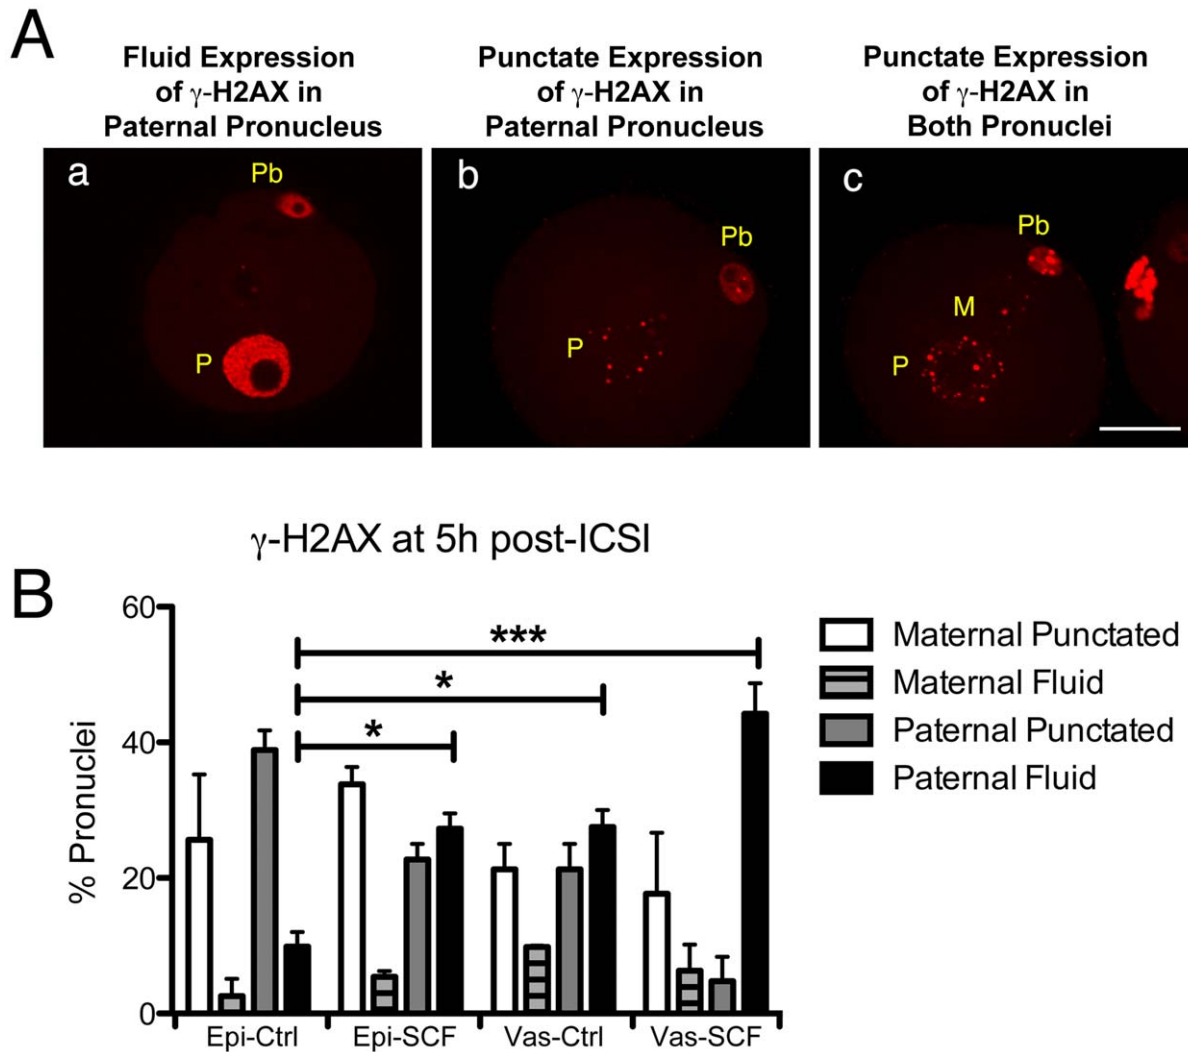 A
Fluid Expression
of γ-H2AX in
Paternal Pronucleus
Punctate Expression
of γ-H2AX in
Paternal Pronucleus
Punctate Expression
of γ-H2AX in
Both Pronuclei
a
Pb
P
b
Pb
P
c
Pb
M
P
γ-H2AX at 5h post-ICSI
B
% Pronuclei
60
40
20
0
***
*
*
Epi-Ctrl
Epi-SCF
Vas-Ctrl
Vas-SCF
Maternal Punctated
Maternal Fluid
Paternal Punctated
Paternal Fluid